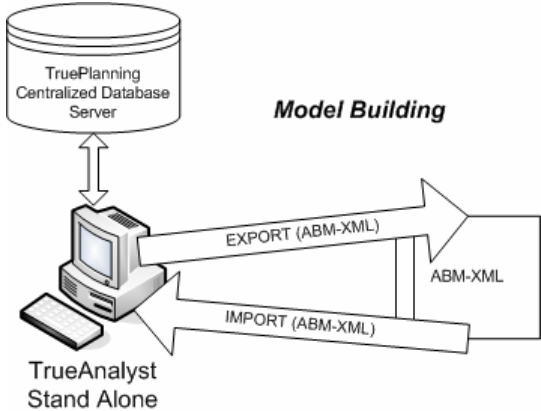 TruePlanning
Centralized Database
Server
Model Building
EXPORT (ABM-XML)
ABM-XML
IMPORT (ABM-XML)
TrueAnalyst
Stand Alone